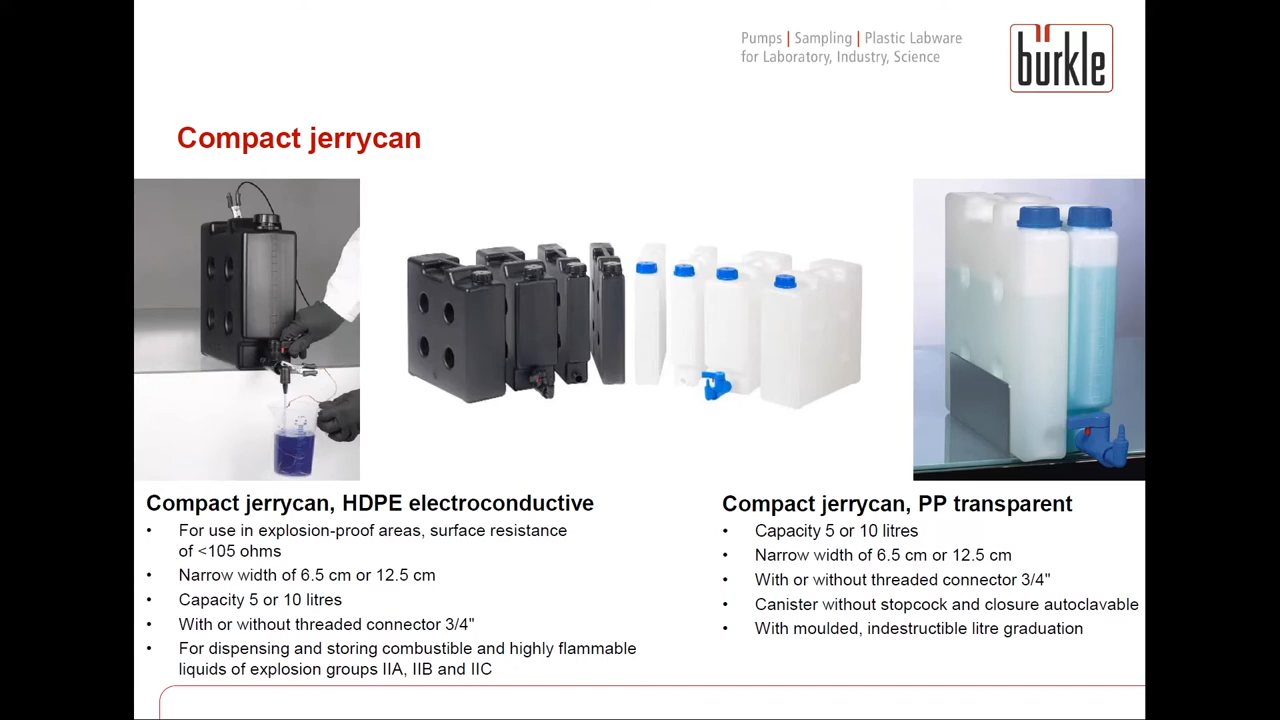 Pumps | Sampling | Plastic Labware
for Laboratory, Industry, Science
bürkle
Compact jerrycan
Compact jerrycan, HDPE electroconductive
• For use in explosion-proof areas, surface resistance
of <105 ohms
• Narrow width of 6.5 cm or 12.5 cm
• Capacity 5 or 10 litres
• With or without threaded connector 3/4"
• For dispensing and storing combustible and highly flammable
liquids of explosion groups IIA, IIB and IIC
Compact jerrycan, PP transparent
• Capacity 5 or 10 litres
• Narrow width of 6.5 cm or 12.5 cm
• With or without threaded connector 3/4"
• Canister without stopcock and closure autoclavable
• With moulded, indestructible litre graduation